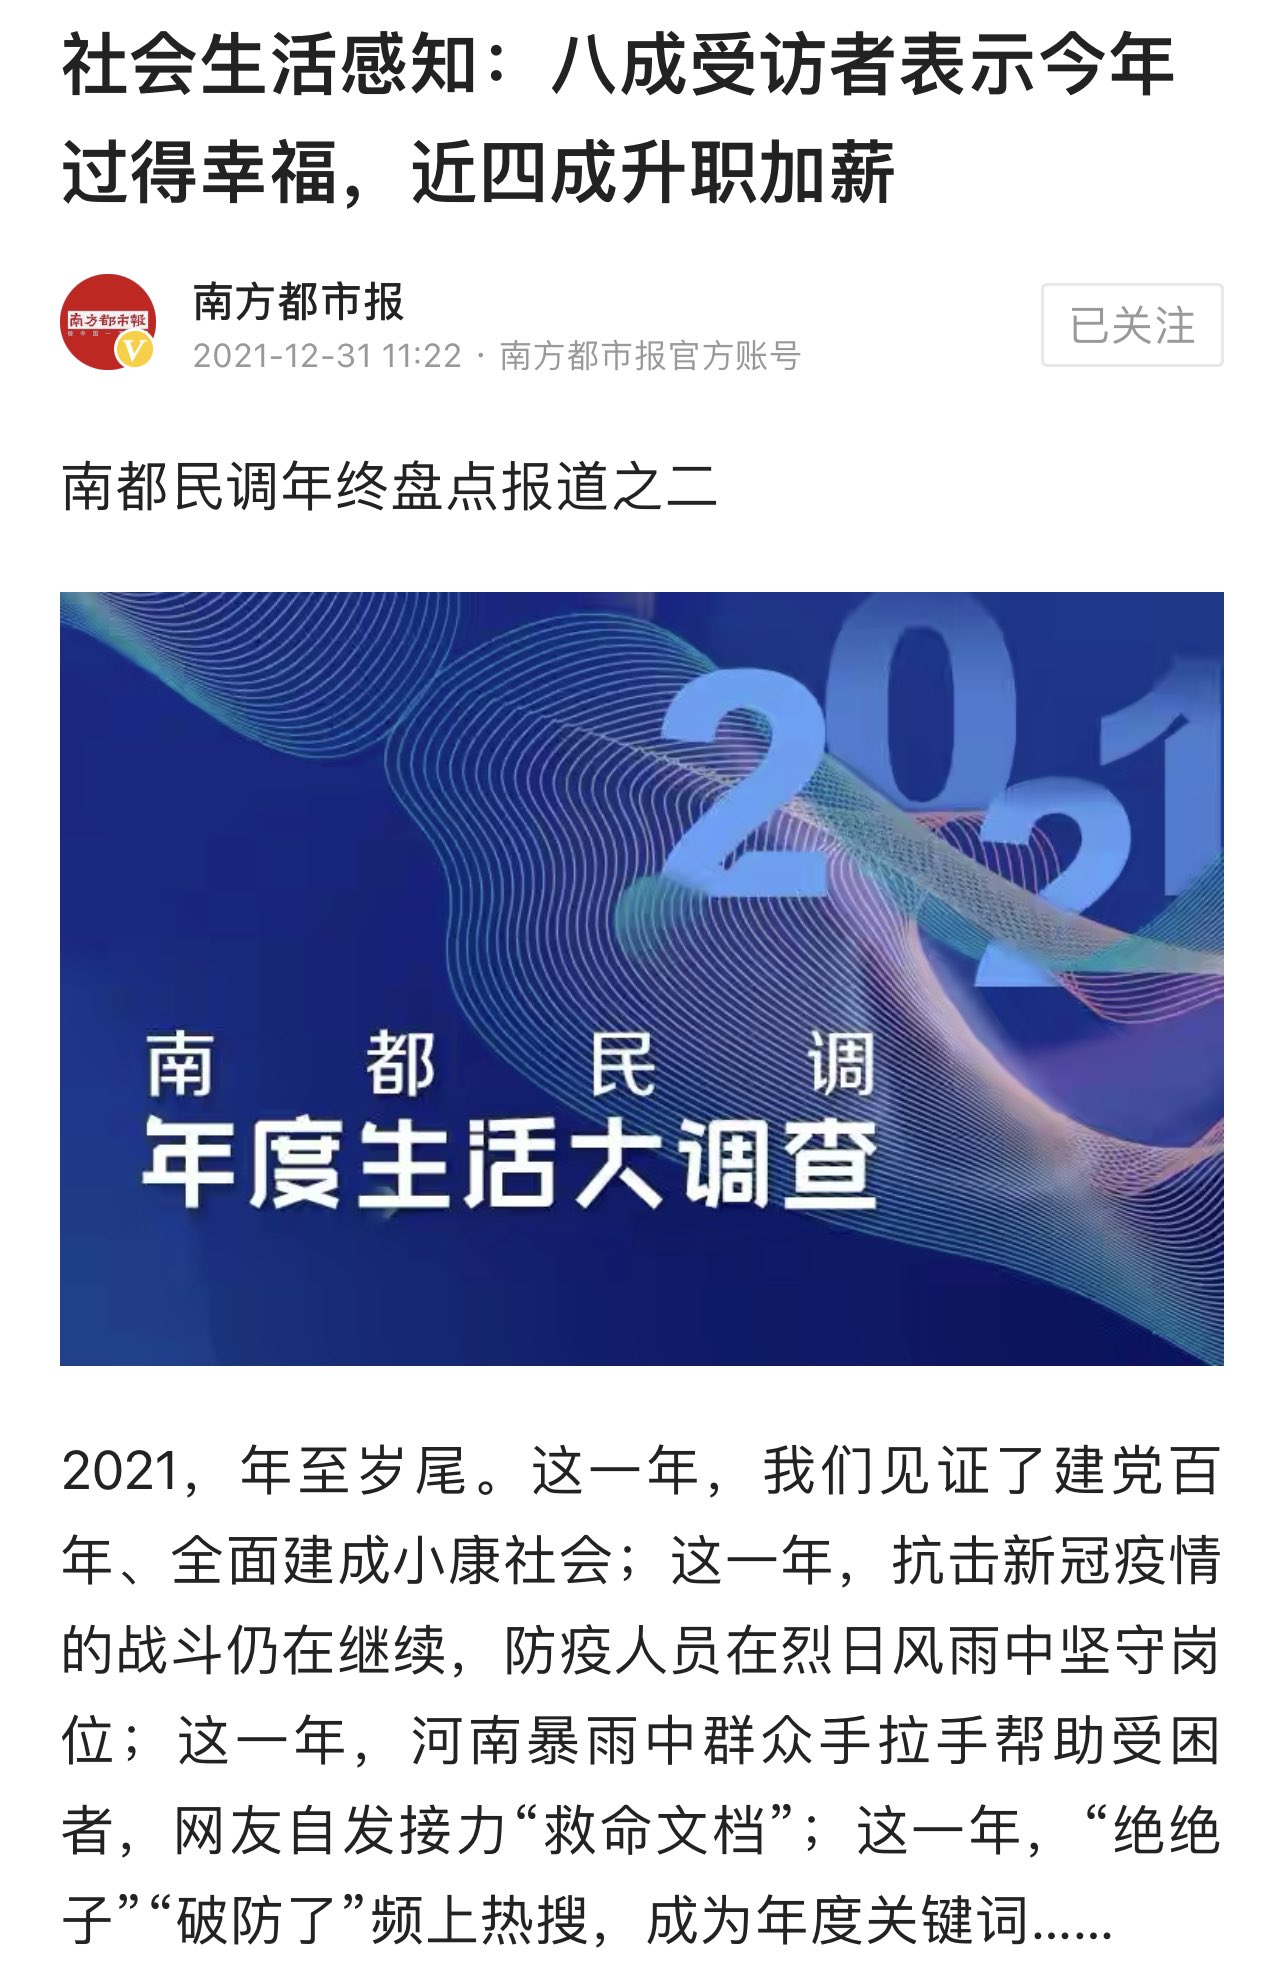 社会生活感知：八成受访者表示今年
过得幸福，近四成升职加薪
南方都市報
南方都市报
2021-12-31 11:22 · 南方都市报官方账号
已关注
南都民调年终盘点报道之二
2021
南都民调
年度生活大调查
2021，年至岁尾。这一年，我们见证了建党百
年、全面建成小康社会；这一年，抗击新冠疫情
的战斗仍在继续，防疫人员在烈日风雨中坚守岗
位；这一年，河南暴雨中群众手拉手帮助受困
者，网友自发接力“救命文档”；这一年，“绝绝
子”“破防了”频上热搜，成为年度关键词......